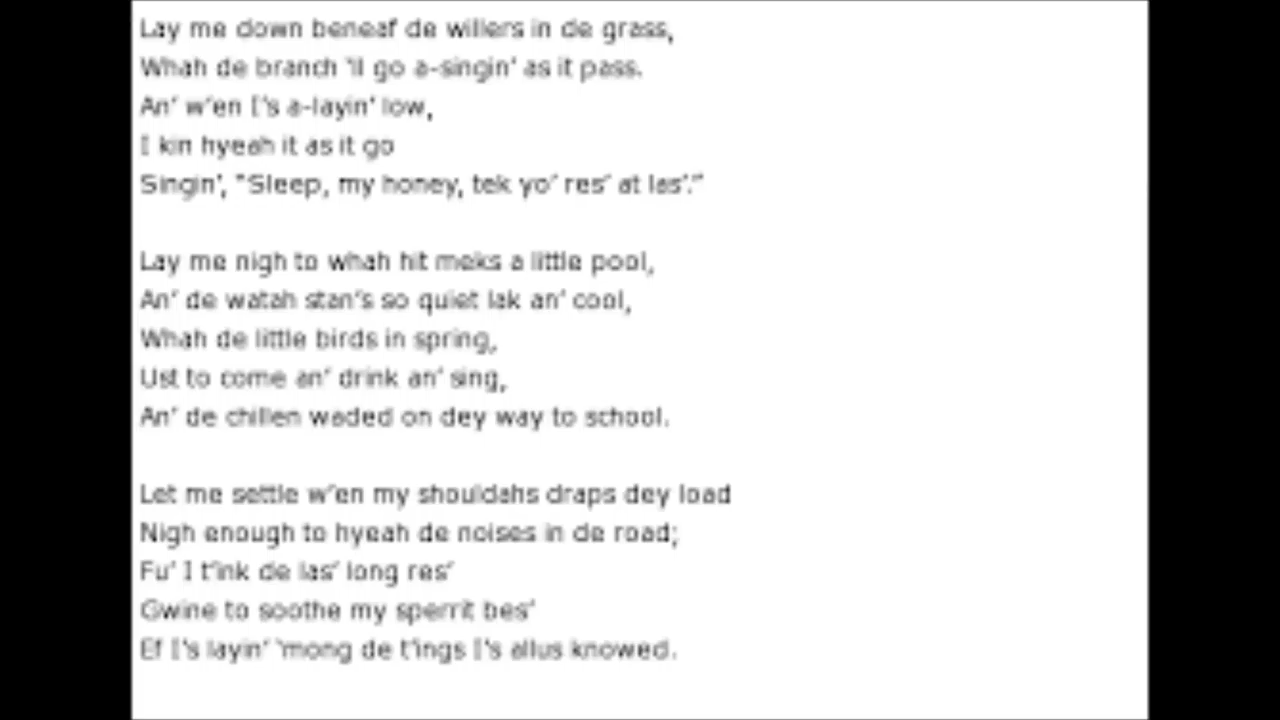 Lay me down beneaf de willers in de grass,
Whah de branch 'll go a-singin' as it pass.
An' w'en I's a-layin' low,
I kin hyeah it as it go
Singin', "Sleep, my honey, tek yo' res' at las'."
Lay me nigh to whah hit meks a little pool,
An' de watah stan's so quiet lak an' cool,
Whah de little birds in spring,
Ust to come an' drink an' sing,
An' de chillen waded on dey way to school.
Let me settle w'en my shouldahs draps dey load
Nigh enough to hyeah de noises in de road;
Fu' I t'ink de las' long res'
Gwine to soothe my sperrit bes'
Ef I's layin' 'mong de t'ings I's allus knowed.